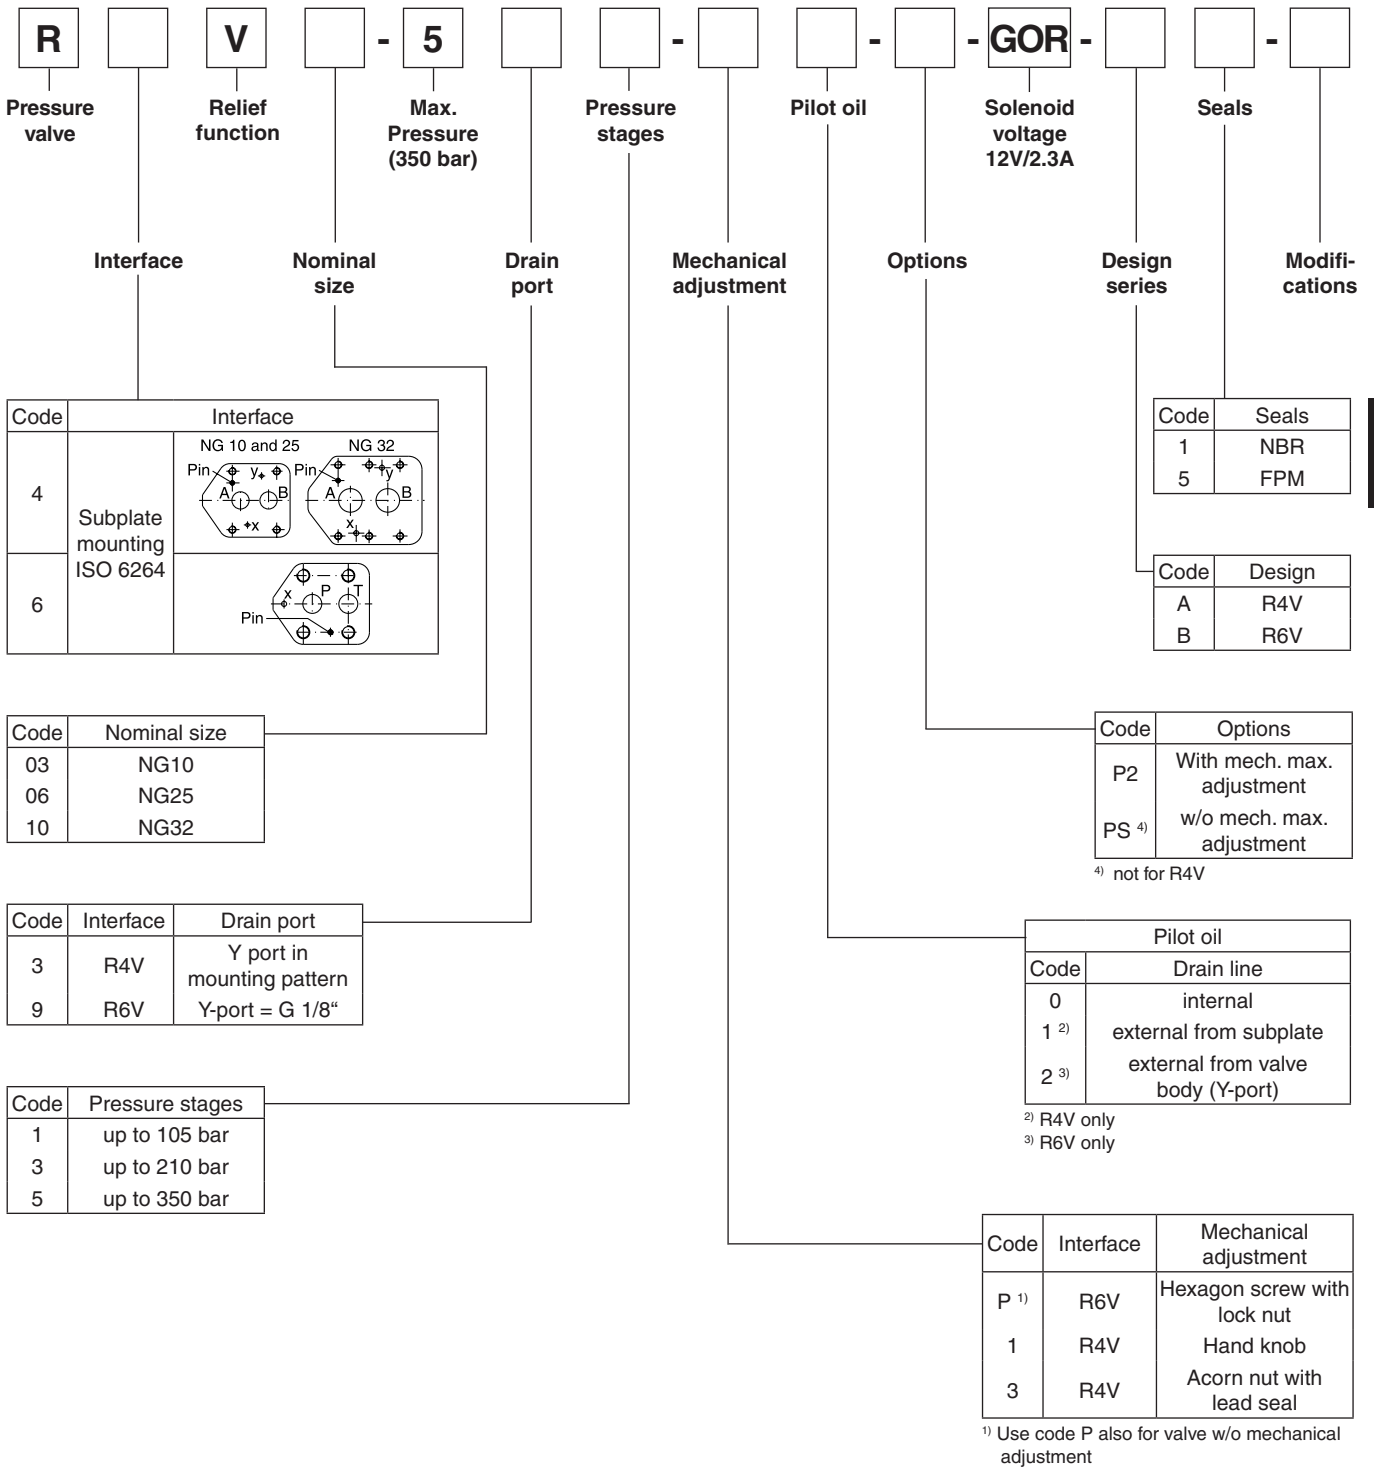 R V - 5 - - - GOR - -
Pressure
valve
Relief
function
Max.
Pressure
(350 bar)
Pressure
stages
Pilot oil
Solenoid
voltage
12V/2.3A
Seals
Interface
Nominal
size
Drain
port
Mechanical
adjustment
Options
Design
series
Modifi-
cations
Code Interface
4
6
Subplate
mounting
ISO 6264
NG 10 and 25 NG 32
Pin y A B x
Pin y A B x
x P T
Pin
Code Seals
1 NBR
5 FPM
Code Design
A R4V
B R6V
Code Nominal size
03 NG10
06 NG25
10 NG32
Code Options
P2 With mech. max.
adjustment
PS 4) w/o mech. max.
adjustment
4) not for R4V
Code Interface Drain port
3 R4V Y port in
mounting pattern
9 R6V Y-port = G 1/8“
Pilot oil
Code Drain line
0 internal
1 2) external from subplate
2 3) external from valve
body (Y-port)
2) R4V only
3) R6V only
Code Pressure stages
1 up to 105 bar
3 up to 210 bar
5 up to 350 bar
Code Interface Mechanical
adjustment
P 1) R6V Hexagon screw with
lock nut
1 R4V Hand knob
3 R4V Acorn nut with
lead seal
1) Use code P also for valve w/o mechanical
adjustment